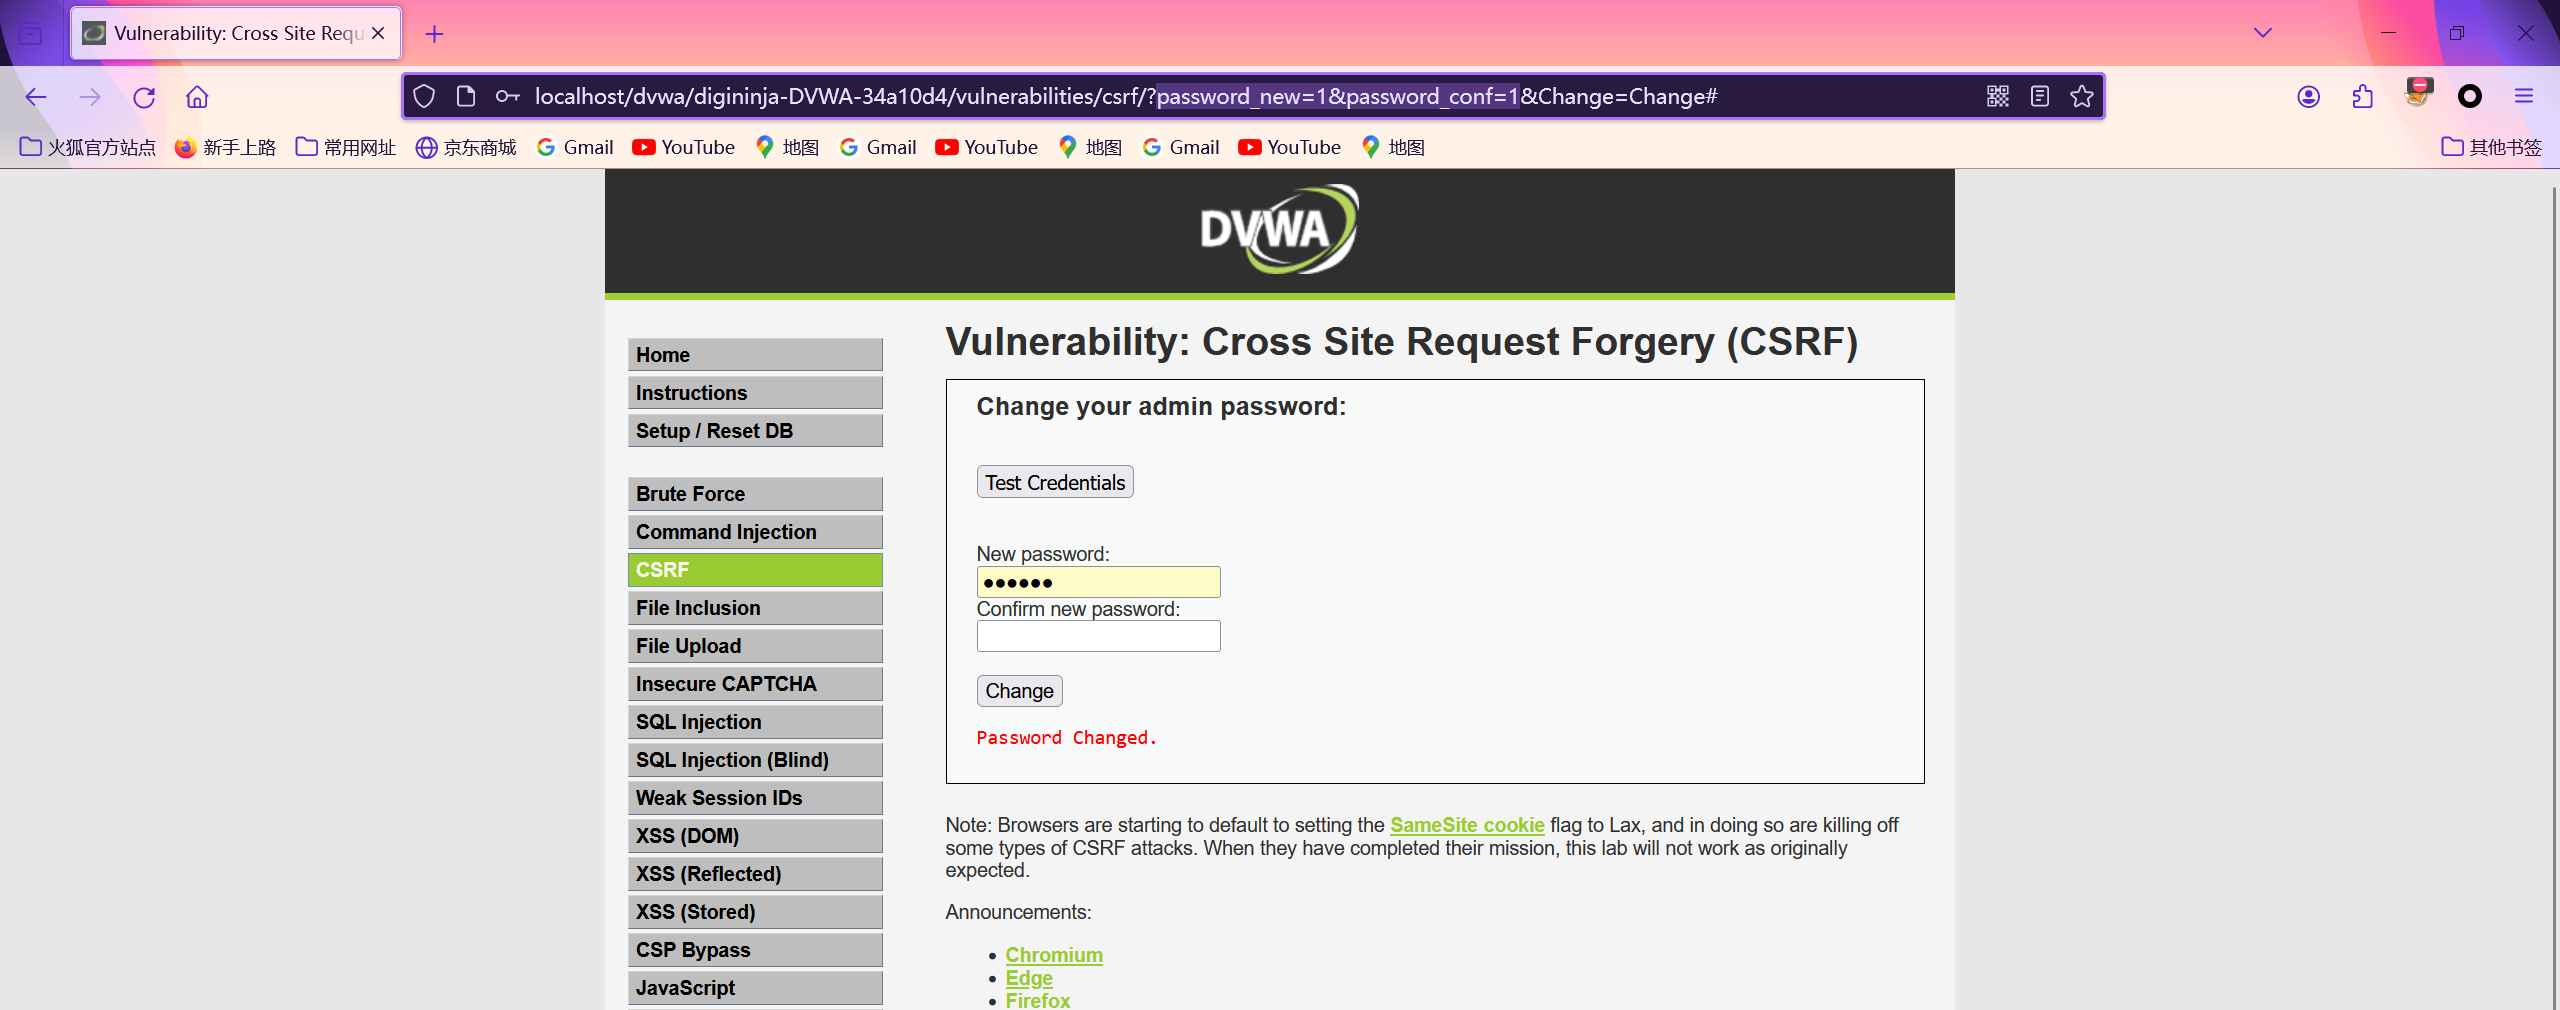 Vulnerability: Cross Site Requ
localhost/dvwa/digininja-DVWA-34a10d4/vulnerabilities/csrf/?password_new=1&password_conf=1&Change=Change#
火狐官方站点 新手上路 常用网址 京东商城 Gmail YouTube 地图 Gmail YouTube 地图 Gmail YouTube 地图 其他书签
DVWA
Home
Instructions
Setup / Reset DB
Brute Force
Command Injection
CSRF
File Inclusion
File Upload
Insecure CAPTCHA
SQL Injection
SQL Injection (Blind)
Weak Session IDs
XSS (DOM)
XSS (Reflected)
XSS (Stored)
CSP Bypass
JavaScript
Vulnerability: Cross Site Request Forgery (CSRF)
Change your admin password:
Test Credentials
New password:
●●●●●●
Confirm new password:
Change
Password Changed.
Note: Browsers are starting to default to setting the SameSite cookie flag to Lax, and in doing so are killing off
some types of CSRF attacks. When they have completed their mission, this lab will not work as originally
expected.
Announcements:
• Chromium
• Edge
• Firefox